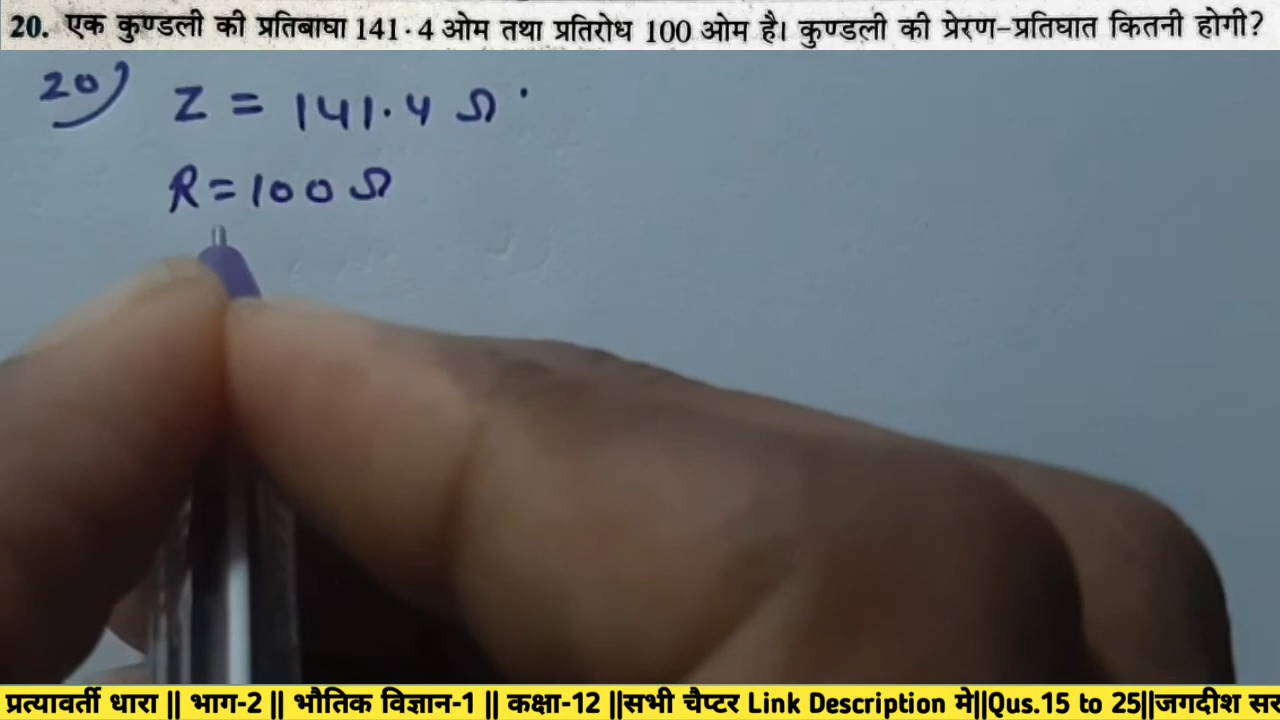 20. एक कुण्डली की प्रतिबाघा 141·4 ओम तथा प्रतिरोध 100 ओम है। कुण्डली की प्रेरण-प्रतिघात कितनी होगी?
20) Z = 141.4 Ω
R = 100 Ω
प्रत्यावर्ती धारा || भाग-2 || भौतिक विज्ञान-1 || कक्षा-12 ||सभी चैप्टर Link Description मे||Qus.15 to 25||जगदीश